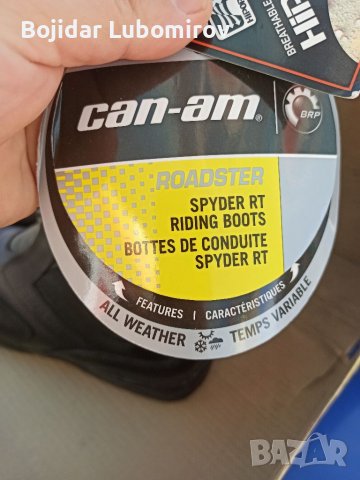 Bojidar Lubomirov
HiP
BREATHABLE
can-am
BRP
ROADSTER
SPYDER RT
RIDING BOOTS
BOTTES DE CONDUITE
SPYDER RT
FEATURES | CARACTÉRISTIQUES
ALL WEATHER TEMPS VARIABLE
BAZAR